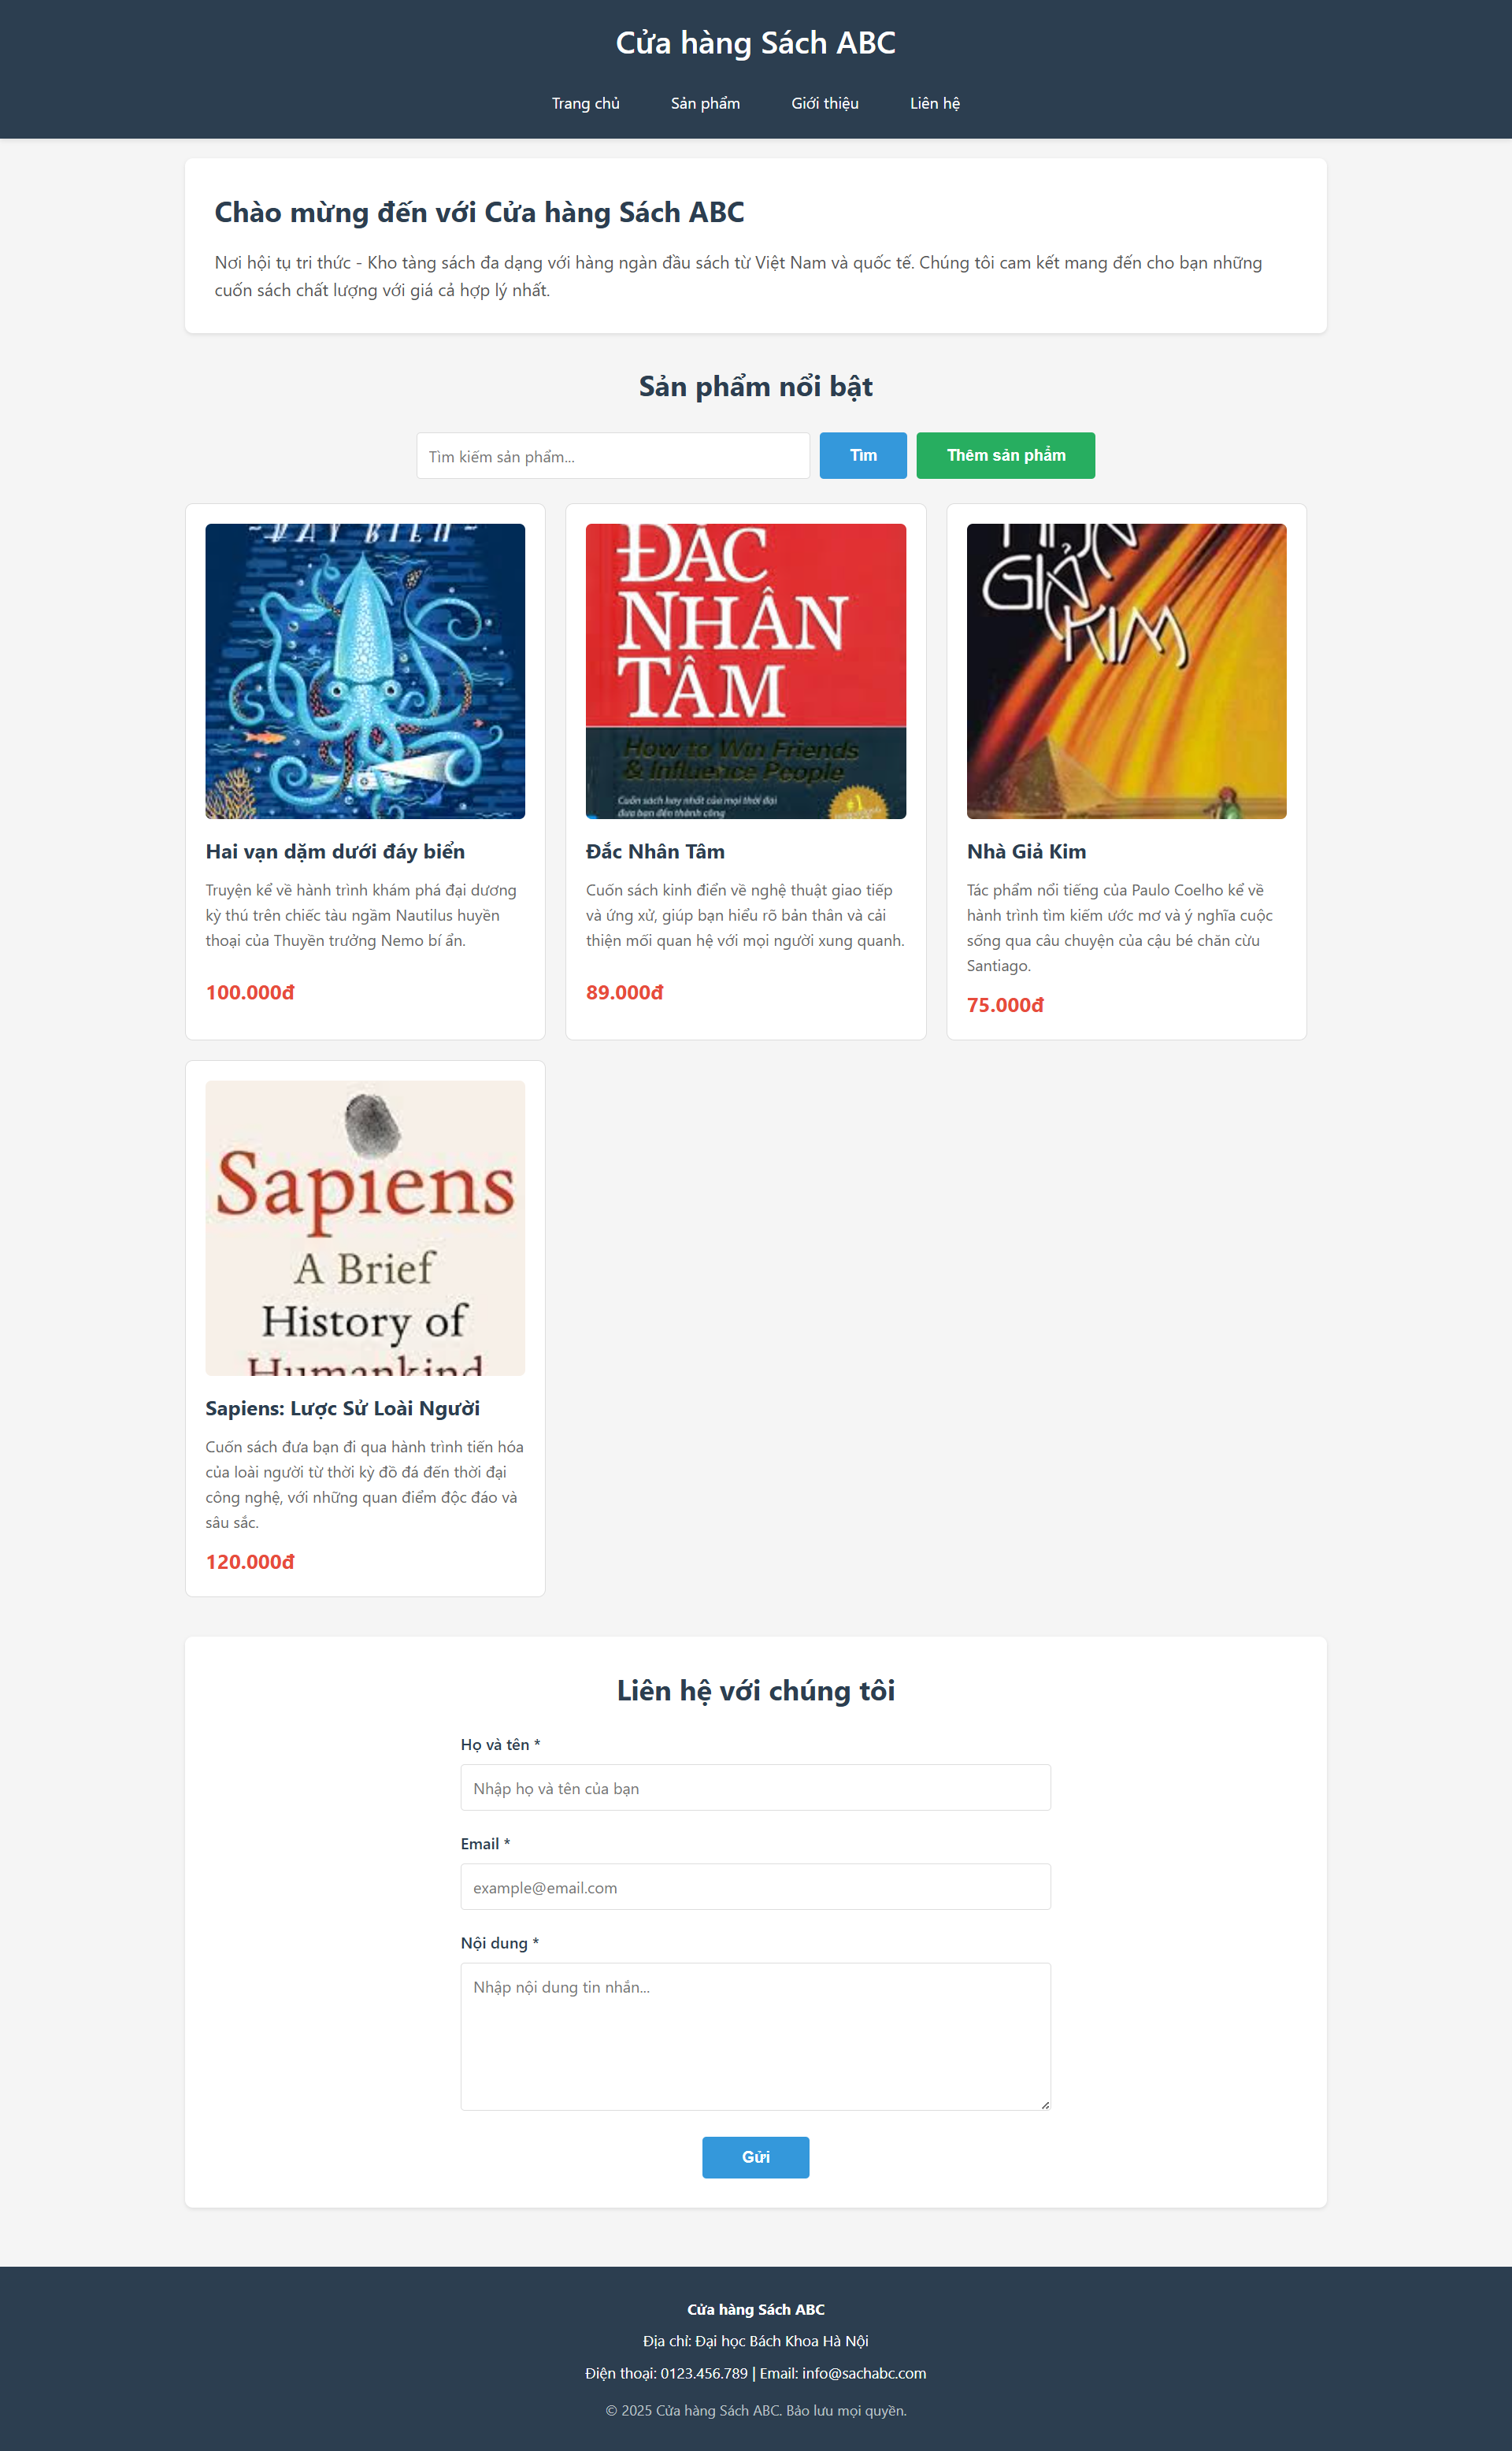 Cửa hàng Sách ABC
Trang chủ Sản phẩm Giới thiệu Liên hệ
Chào mừng đến với Cửa hàng Sách ABC
Nơi hội tụ tri thức - Kho tàng sách đa dạng với hàng ngàn đầu sách từ Việt Nam và quốc tế. Chúng tôi cam kết mang đến cho bạn những
cuốn sách chất lượng với giá cả hợp lý nhất.
Sản phẩm nổi bật
Tìm kiếm sản phẩm...
Tìm
Thêm sản phẩm
ĐÁY BIỂN
Hai vạn dặm dưới đáy biển
Truyện kể về hành trình khám phá đại dương
kỳ thú trên chiếc tàu ngầm Nautilus huyền
thoại của Thuyền trưởng Nemo bí ẩn.
100.000đ
ĐẮC
NHÂN
TÂM
How to Win Friends
& Influence People
Cuốn sách hay nhất của mọi thời đại
đưa bạn đến thành công
#1
Đắc Nhân Tâm
Cuốn sách kinh điển về nghệ thuật giao tiếp
và ứng xử, giúp bạn hiểu rõ bản thân và cải
thiện mối quan hệ với mọi người xung quanh.
89.000đ
GIẢ
KIM
Nhà Giả Kim
Tác phẩm nổi tiếng của Paulo Coelho kể về
hành trình tìm kiếm ước mơ và ý nghĩa cuộc
sống qua câu chuyện của cậu bé chăn cừu
Santiago.
75.000đ
Sapiens
A Brief
History of
Humankind
Sapiens: Lược Sử Loài Người
Cuốn sách đưa bạn đi qua hành trình tiến hóa
của loài người từ thời kỳ đồ đá đến thời đại
công nghệ, với những quan điểm độc đáo và
sâu sắc.
120.000đ
Liên hệ với chúng tôi
Họ và tên *
Nhập họ và tên của bạn
Email *
example@email.com
Nội dung *
Nhập nội dung tin nhắn...
Gửi
Cửa hàng Sách ABC
Địa chỉ: Đại học Bách Khoa Hà Nội
Điện thoại: 0123.456.789 | Email: info@sachabc.com
© 2025 Cửa hàng Sách ABC. Bảo lưu mọi quyền.